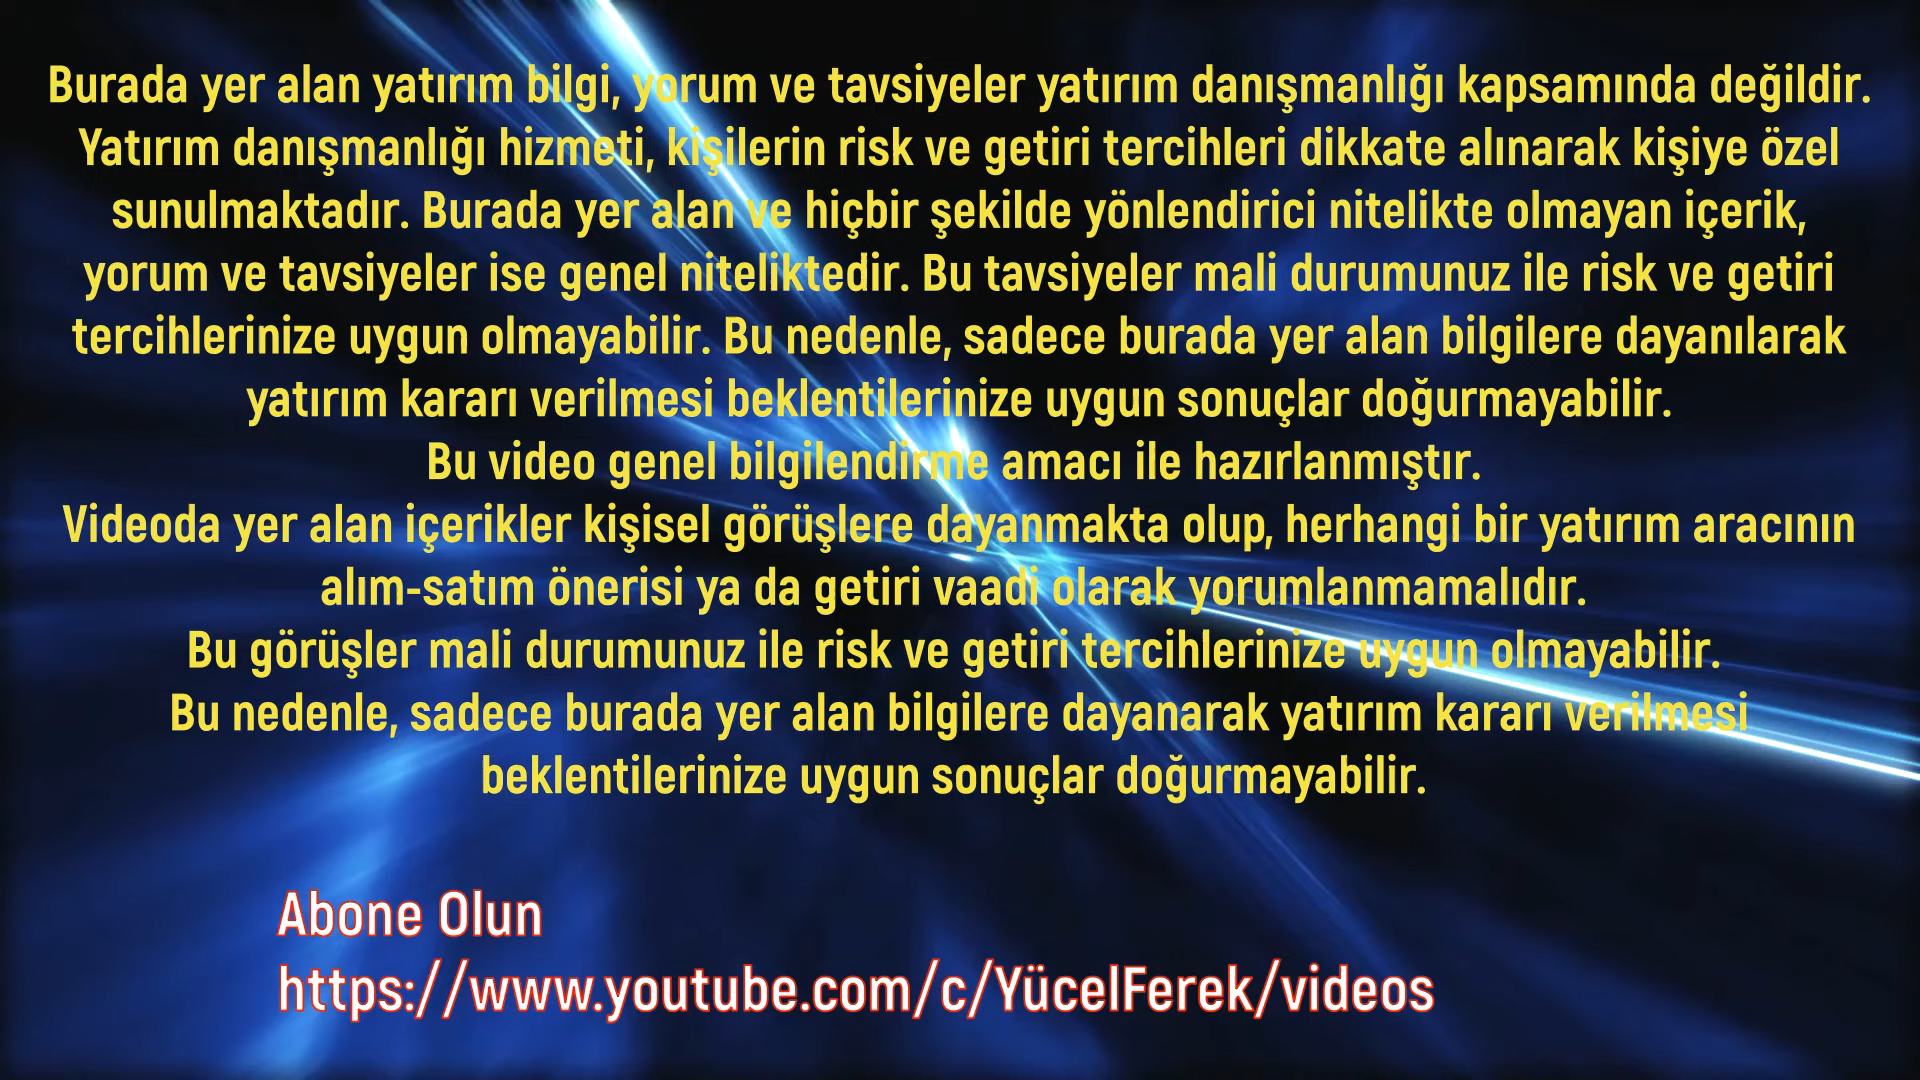 Burada yer alan yatırım bilgi, yorum ve tavsiyeler yatırım danışmanlığı kapsamında değildir.
Yatırım danışmanlığı hizmeti, kişilerin risk ve getiri tercihleri dikkate alınarak kişiye özel
sunulmaktadır. Burada yer alan ve hiçbir şekilde yönlendirici nitelikte olmayan içerik,
yorum ve tavsiyeler ise genel niteliktedir. Bu tavsiyeler mali durumunuz ile risk ve getiri
tercihlerinize uygun olmayabilir. Bu nedenle, sadece burada yer alan bilgilere dayanılarak
yatırım kararı verilmesi beklentilerinize uygun sonuçlar doğurmayabilir.
Bu video genel bilgilendirme amacı ile hazırlanmıştır.
Videoda yer alan içerikler kişisel görüşlere dayanmakta olup, herhangi bir yatırım aracının
alım-satım önerisi ya da getiri vaadi olarak yorumlanmamalıdır.
Bu görüşler mali durumunuz ile risk ve getiri tercihlerinize uygun olmayabilir.
Bu nedenle, sadece burada yer alan bilgilere dayanarak yatırım kararı verilmesi
beklentilerinize uygun sonuçlar doğurmayabilir.
Abone Olun
https://www.youtube.com/c/YücelFerek/videos